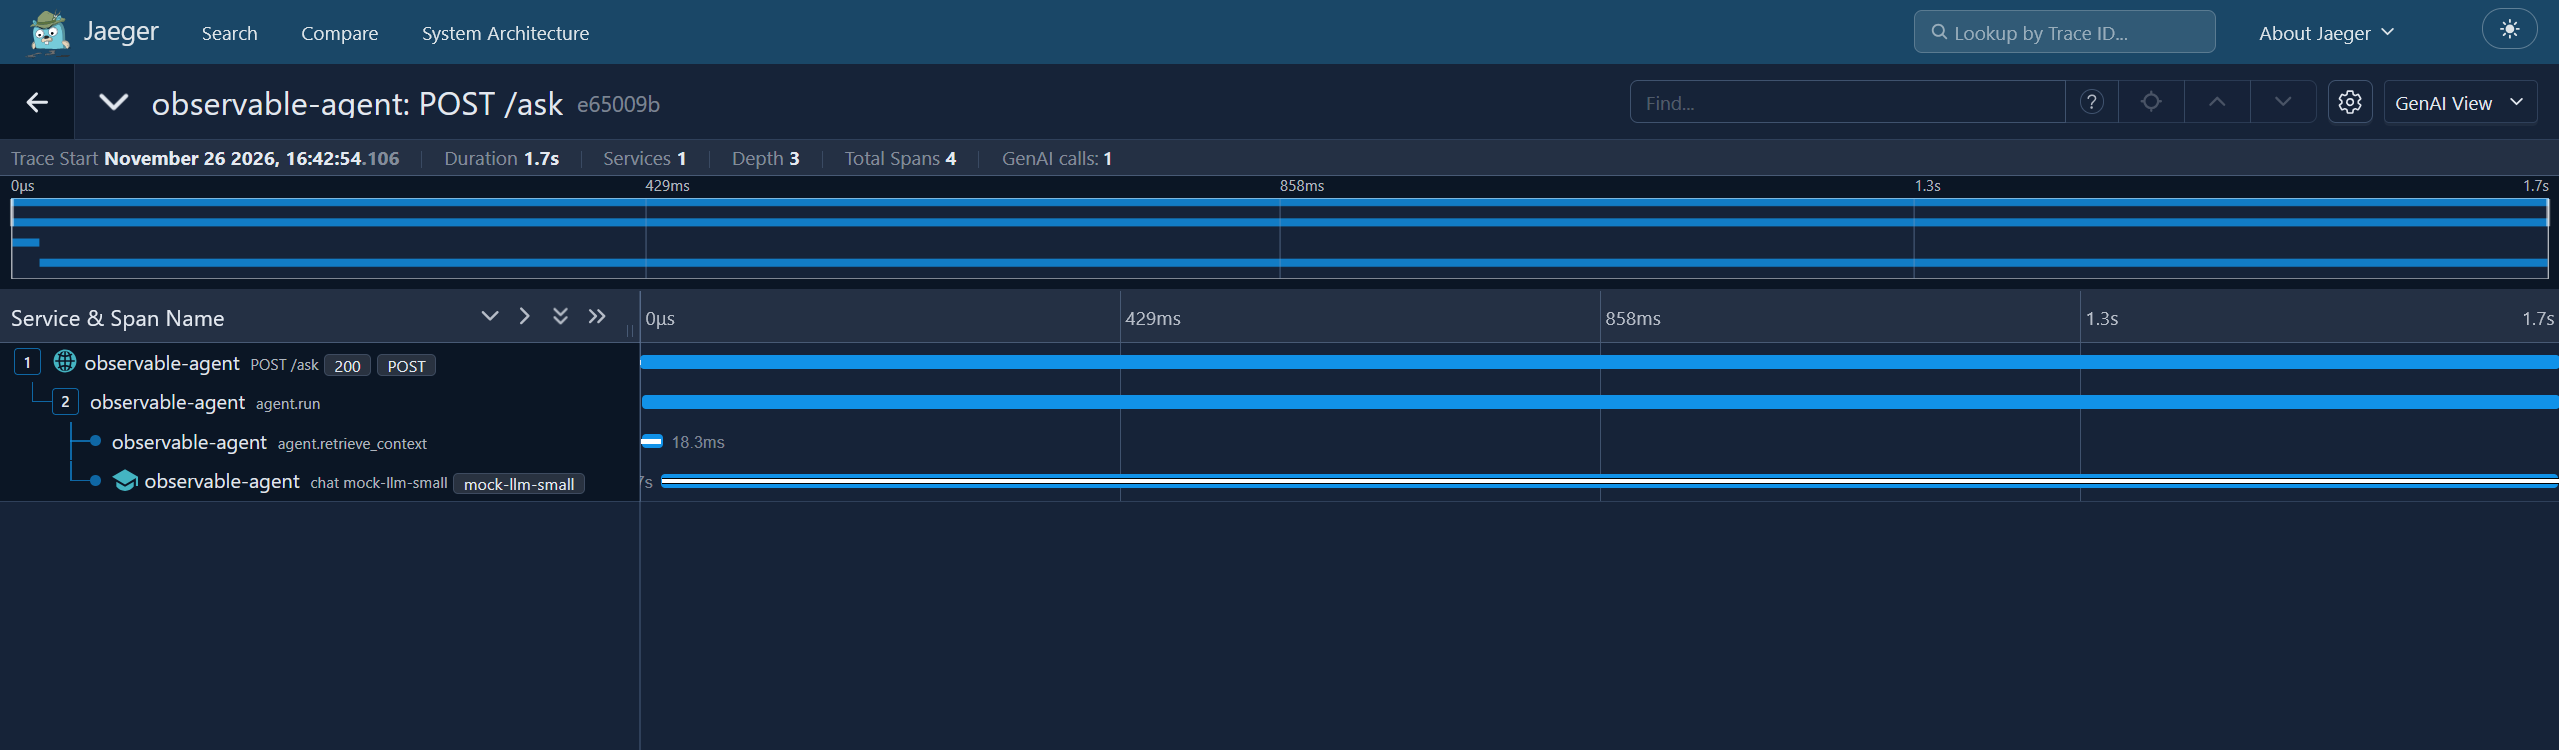 Jaeger Search Compare System Architecture Lookup by Trace ID... About Jaeger
observable-agent: POST /ask e65009b Find... ? GenAI View
Trace Start November 26 2026, 16:42:54.106 Duration 1.7s Services 1 Depth 3 Total Spans 4 GenAI calls: 1
0μs 429ms 858ms 1.3s 1.7s
Service & Span Name 0μs 429ms 858ms 1.3s 1.7s
1 observable-agent POST /ask 200 POST
2 observable-agent agent.run
observable-agent agent.retrieve_context 18.3ms
observable-agent chat mock-llm-small mock-llm-small